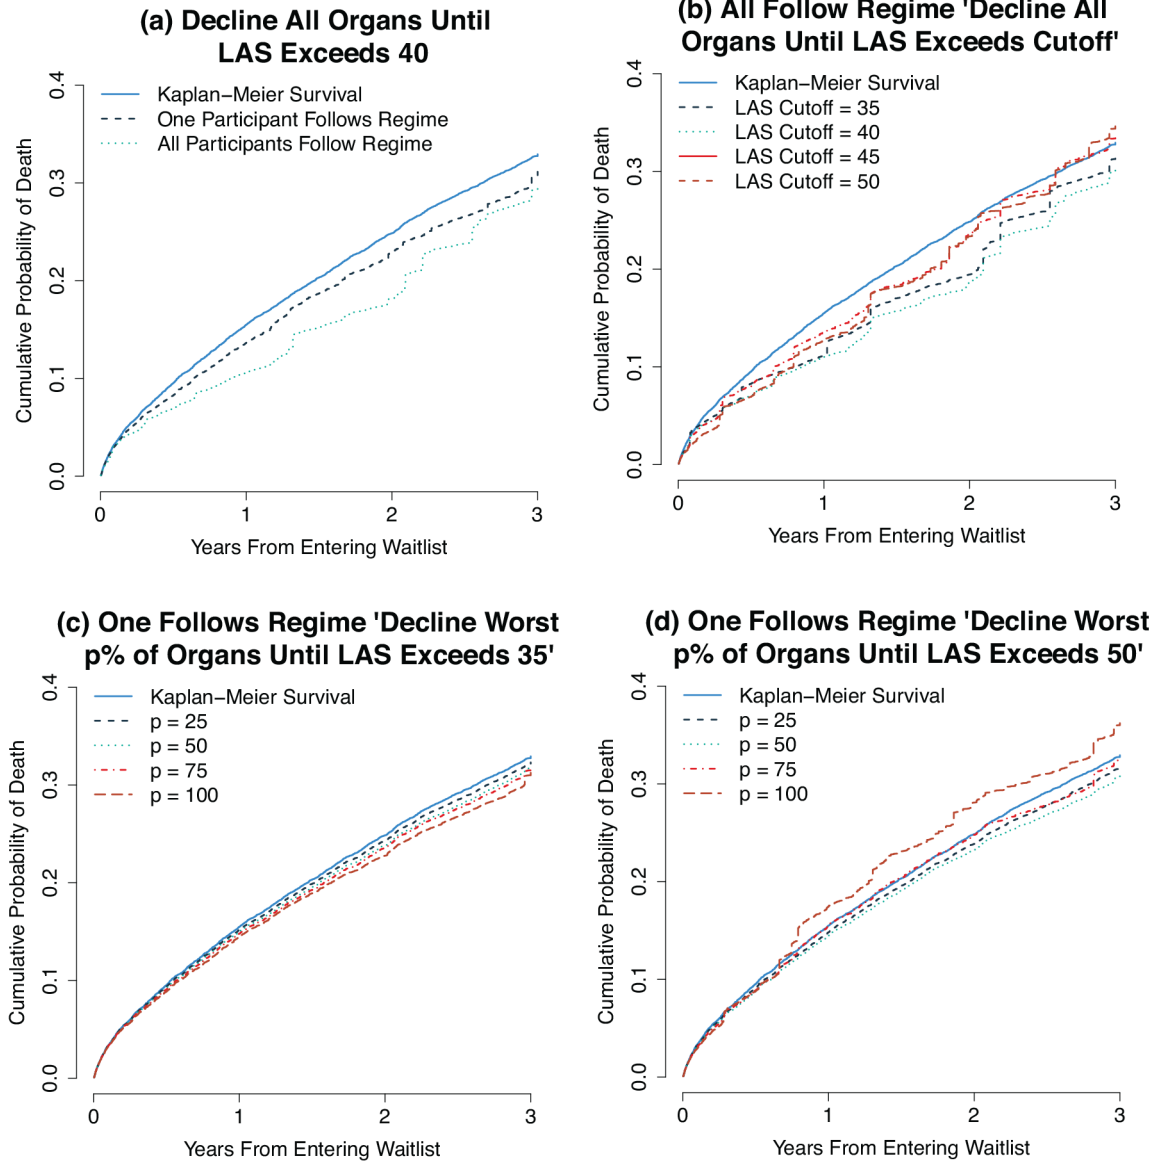 (a) Decline All Organs Until
LAS Exceeds 40
Kaplan−Meier Survival
One Participant Follows Regime
All Participants Follow Regime
Cumulative Probability of Death
0.0
0.1
0.2
0.3
0.4
0
1
2
3
Years From Entering Waitlist
(b) All Follow Regime 'Decline All
Organs Until LAS Exceeds Cutoff'
Kaplan−Meier Survival
LAS Cutoff = 35
LAS Cutoff = 40
LAS Cutoff = 45
LAS Cutoff = 50
Cumulative Probability of Death
0.0
0.1
0.2
0.3
0.4
0
1
2
3
Years From Entering Waitlist
(c) One Follows Regime 'Decline Worst
p% of Organs Until LAS Exceeds 35'
Kaplan−Meier Survival
p = 25
p = 50
p = 75
p = 100
Cumulative Probability of Death
0.0
0.1
0.2
0.3
0.4
0
1
2
3
Years From Entering Waitlist
(d) One Follows Regime 'Decline Worst
p% of Organs Until LAS Exceeds 50'
Kaplan−Meier Survival
p = 25
p = 50
p = 75
p = 100
Cumulative Probability of Death
0.0
0.1
0.2
0.3
0.4
0
1
2
3
Years From Entering Waitlist